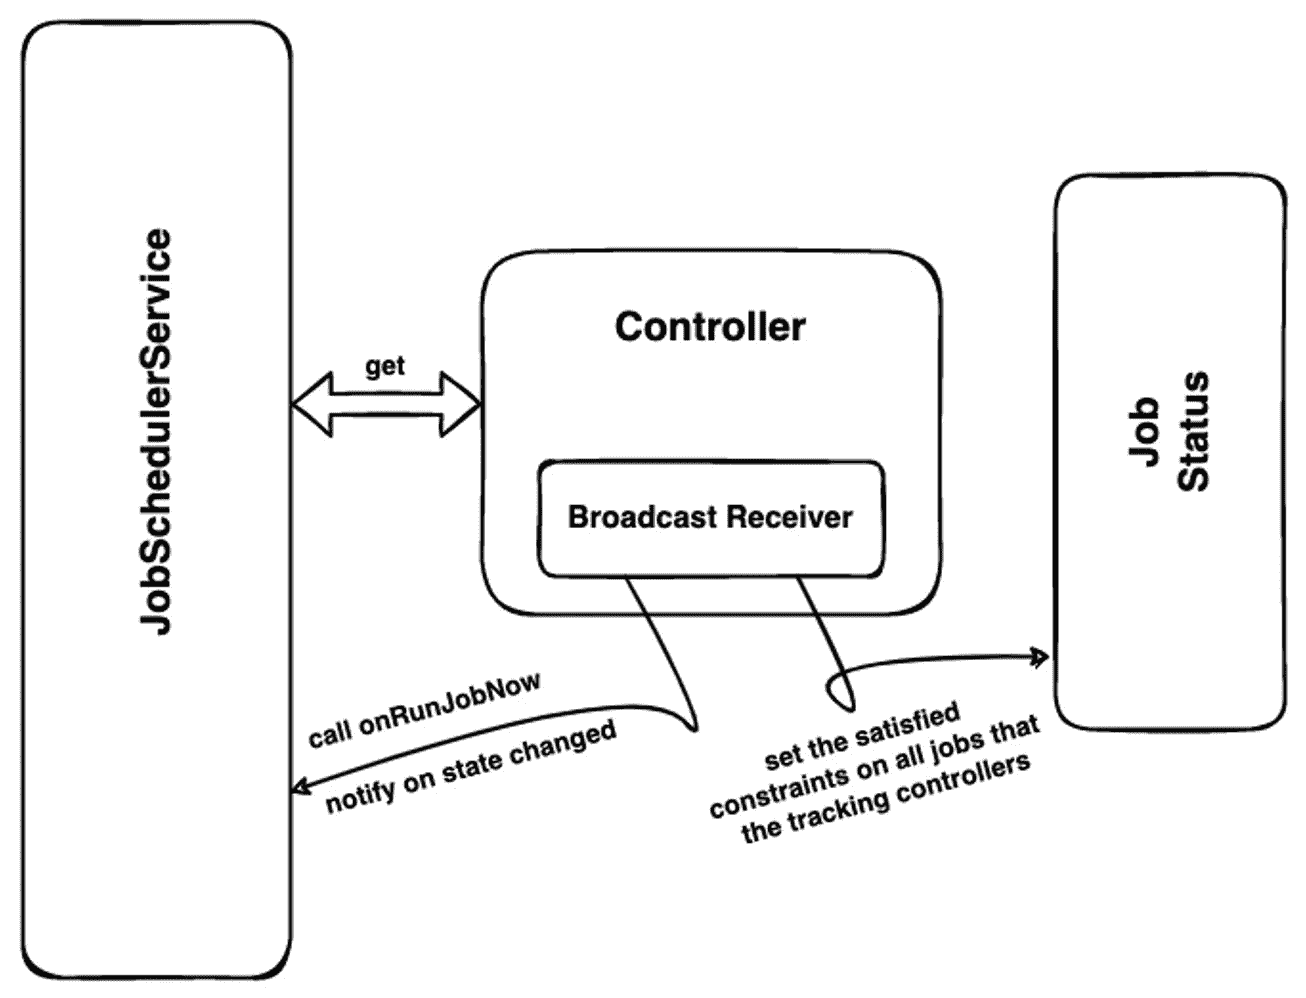 JobSchedulerService
get
Controller
Broadcast Receiver
Job
Status
call onRunJobNow
notify on state changed
set the satisfied
constraints on all jobs that
the tracking controllers